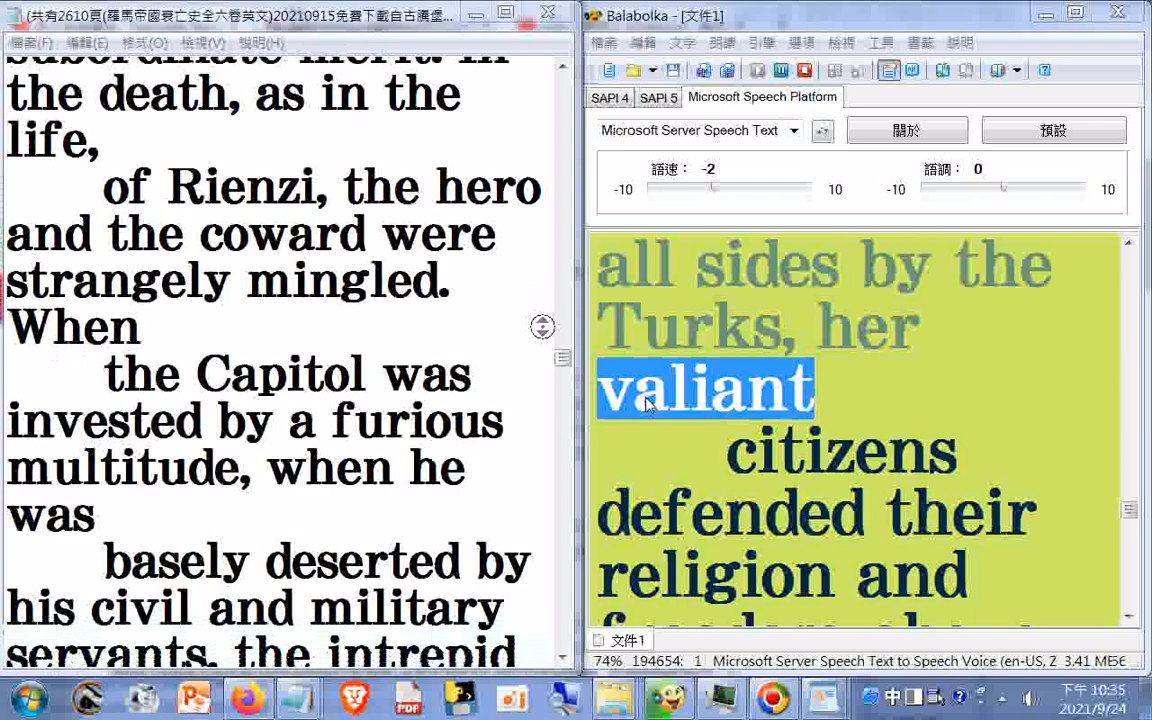 (共有2610頁(羅馬帝國衰亡史全六卷英文)20210915免費下載自古騰堡...
檔案(F) 編輯(E) 格式(O) 檢視(V) 說明(H)
subordinate merit. In
the death, as in the
life,
of Rienzi, the hero
and the coward were
strangely mingled.
When
the Capitol was
invested by a furious
multitude, when he
was
basely deserted by
his civil and military
servants, the intrepid
Balabolka - [文件1]
檔案 編輯 文字 朗讀 引擎 選項 檢視 工具 書籤 說明
SAPI 4 SAPI 5 Microsoft Speech Platform
Microsoft Server Speech Text 關於 預設
語速： -2 語調： 0
-10 10 -10 10
all sides by the
Turks, her
valiant
citizens
defended their
religion and
文件1
74% 194654: 1 Microsoft Server Speech Text to Speech Voice (en-US, Z 3.41 МБ
PDF 中 下午 10:35
2021/9/24